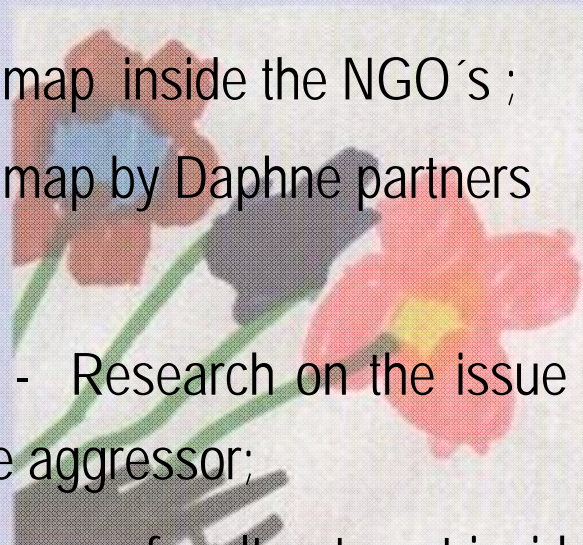 map inside the NGO´s ;
map by Daphne partners
- Research on the issue
e aggressor;